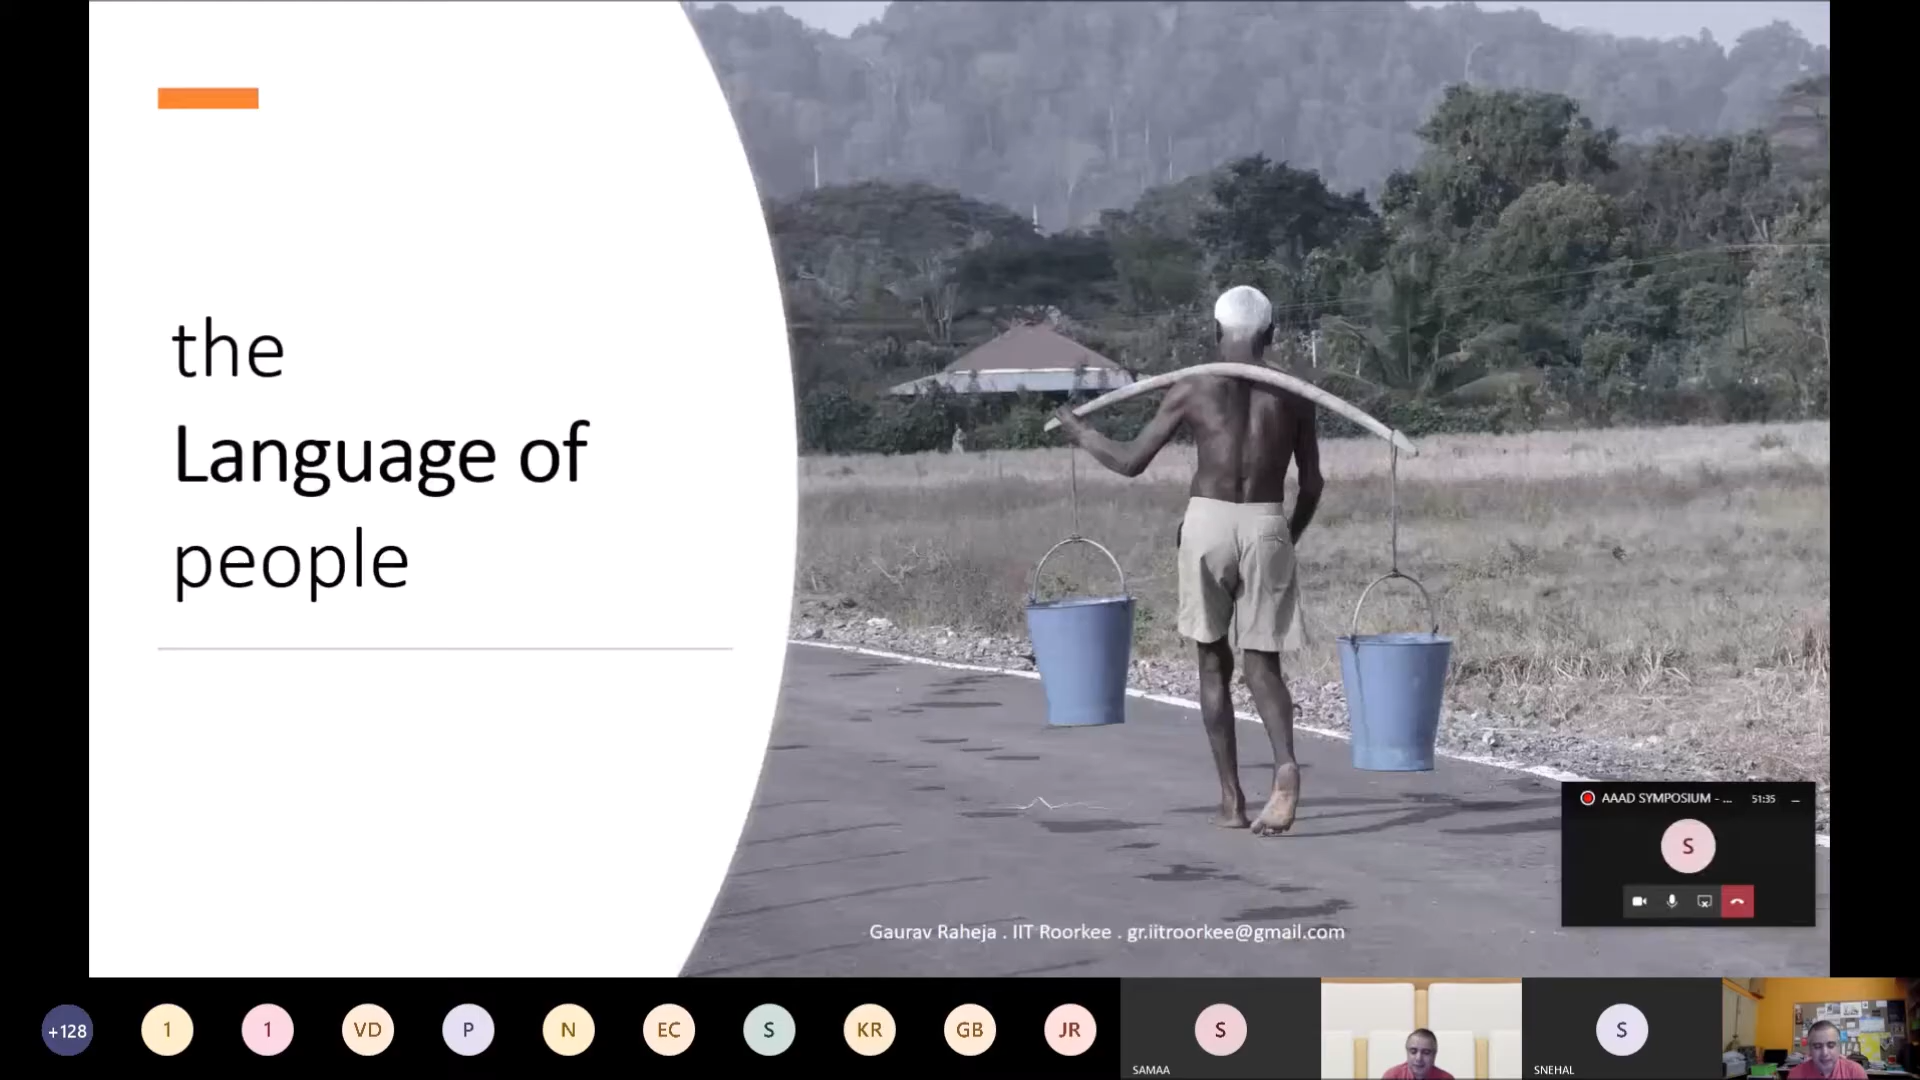 the
Language of
people
Gaurav Raheja . IIT Roorkee . gr.iitroorkee@gmail.com
AAAD SYMPOSIUM - ...
51:35
S
+128
1
1
VD
P
N
EC
S
KR
GB
JR
S
SAMAA
S
SNEHAL